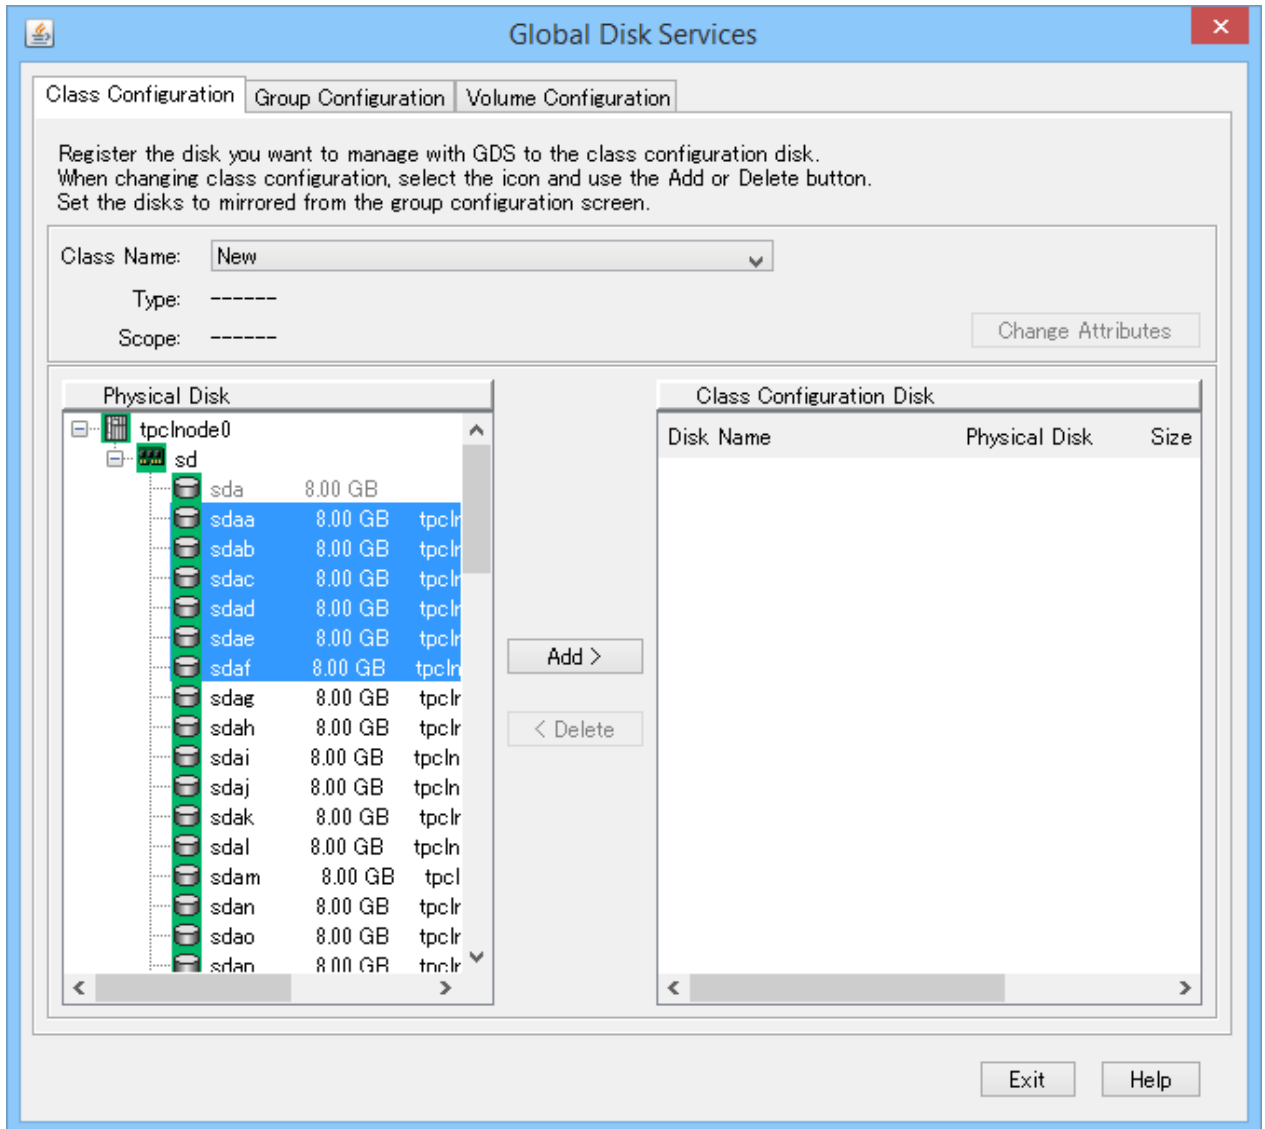 Global Disk Services
Class Configuration Group Configuration Volume Configuration
Register the disk you want to manage with GDS to the class configuration disk.
When changing class configuration, select the icon and use the Add or Delete button.
Set the disks to mirrored from the group configuration screen.
Class Name: New
Type: ------
Scope: ------
Change Attributes
Physical Disk
tpclnode0
sd
sda 8.00 GB
sdaa 8.00 GB
sdab 8.00 GB
sdac 8.00 GB
sdad 8.00 GB
sdae 8.00 GB
sdaf 8.00 GB tpcln
sdag 8.00 GB
sdah 8.00 GB
sdai 8.00 GB tpcln
sdaj 8.00 GB tpcln
sdak 8.00 GB
sdal 8.00 GB tpcln
sdam 8.00 GB tpcl
sdan 8.00 GB
sdao 8.00 GB
8.00 GB
Add >
< Delete
Class Configuration Disk
Disk Name Physical Disk Size
Exit Help